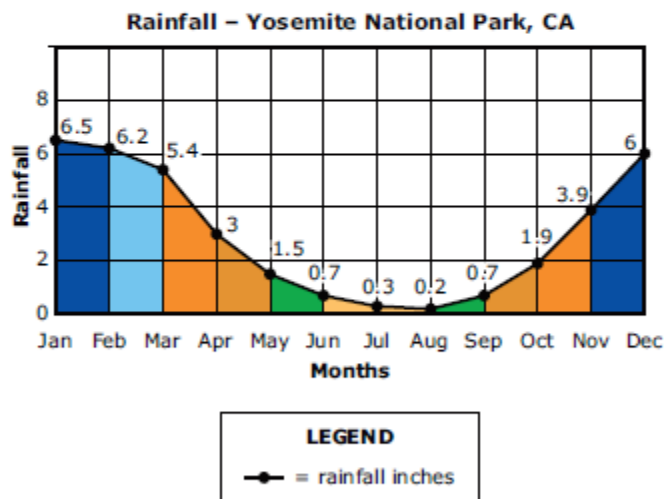 Rainfall – Yosemite National Park, CA
8
6.5
6.2
6
6
5.4
Rainfall
4
3.9
3
2
1.9
1.5
0.7
0.3
0.2
0.7
0
Jan Feb Mar Apr May Jun Jul Aug Sep Oct Nov Dec
Months
LEGEND
= rainfall inches